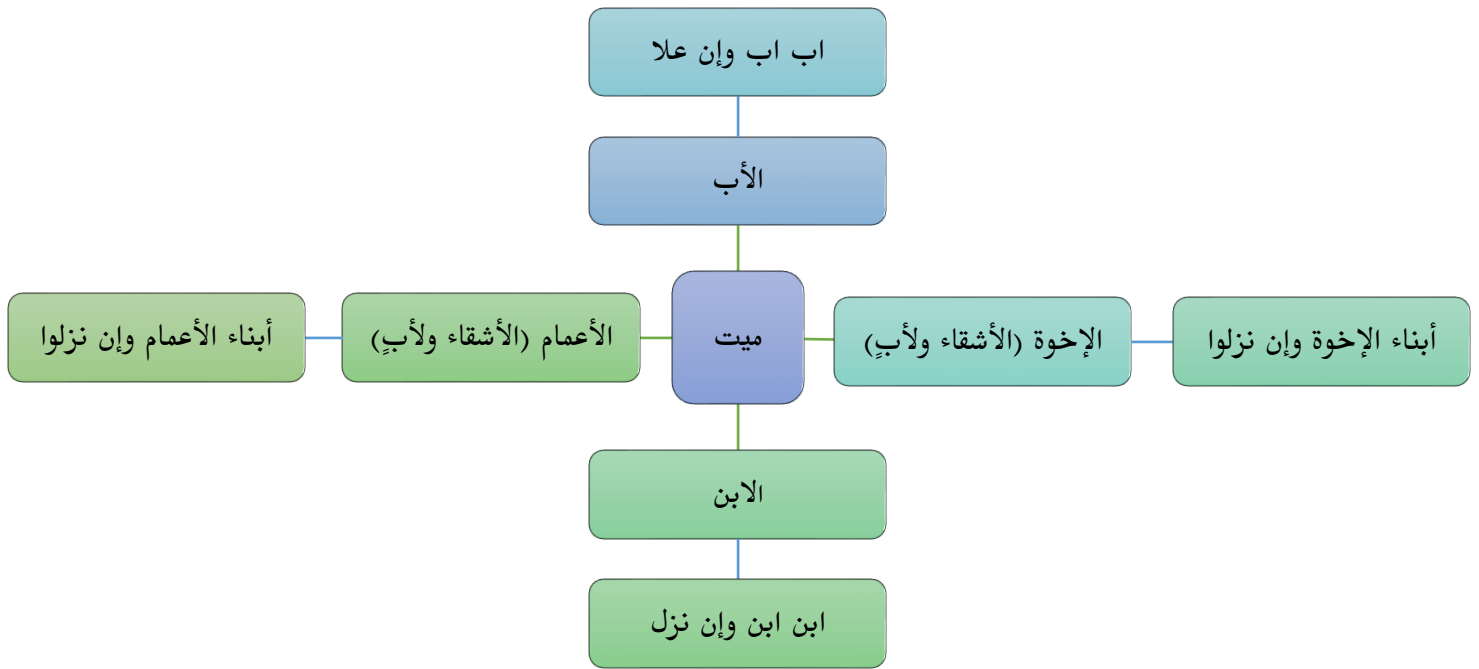 اب اب وإن علا
الأب
أبناء الإخوة وإن نزلوا
الإخوة (الأشقاء ولأبٍ)
ميت
الأعمام (الأشقاء ولأبٍ)
أبناء الأعمام وإن نزلوا
الابن
ابن ابن وإن نزل